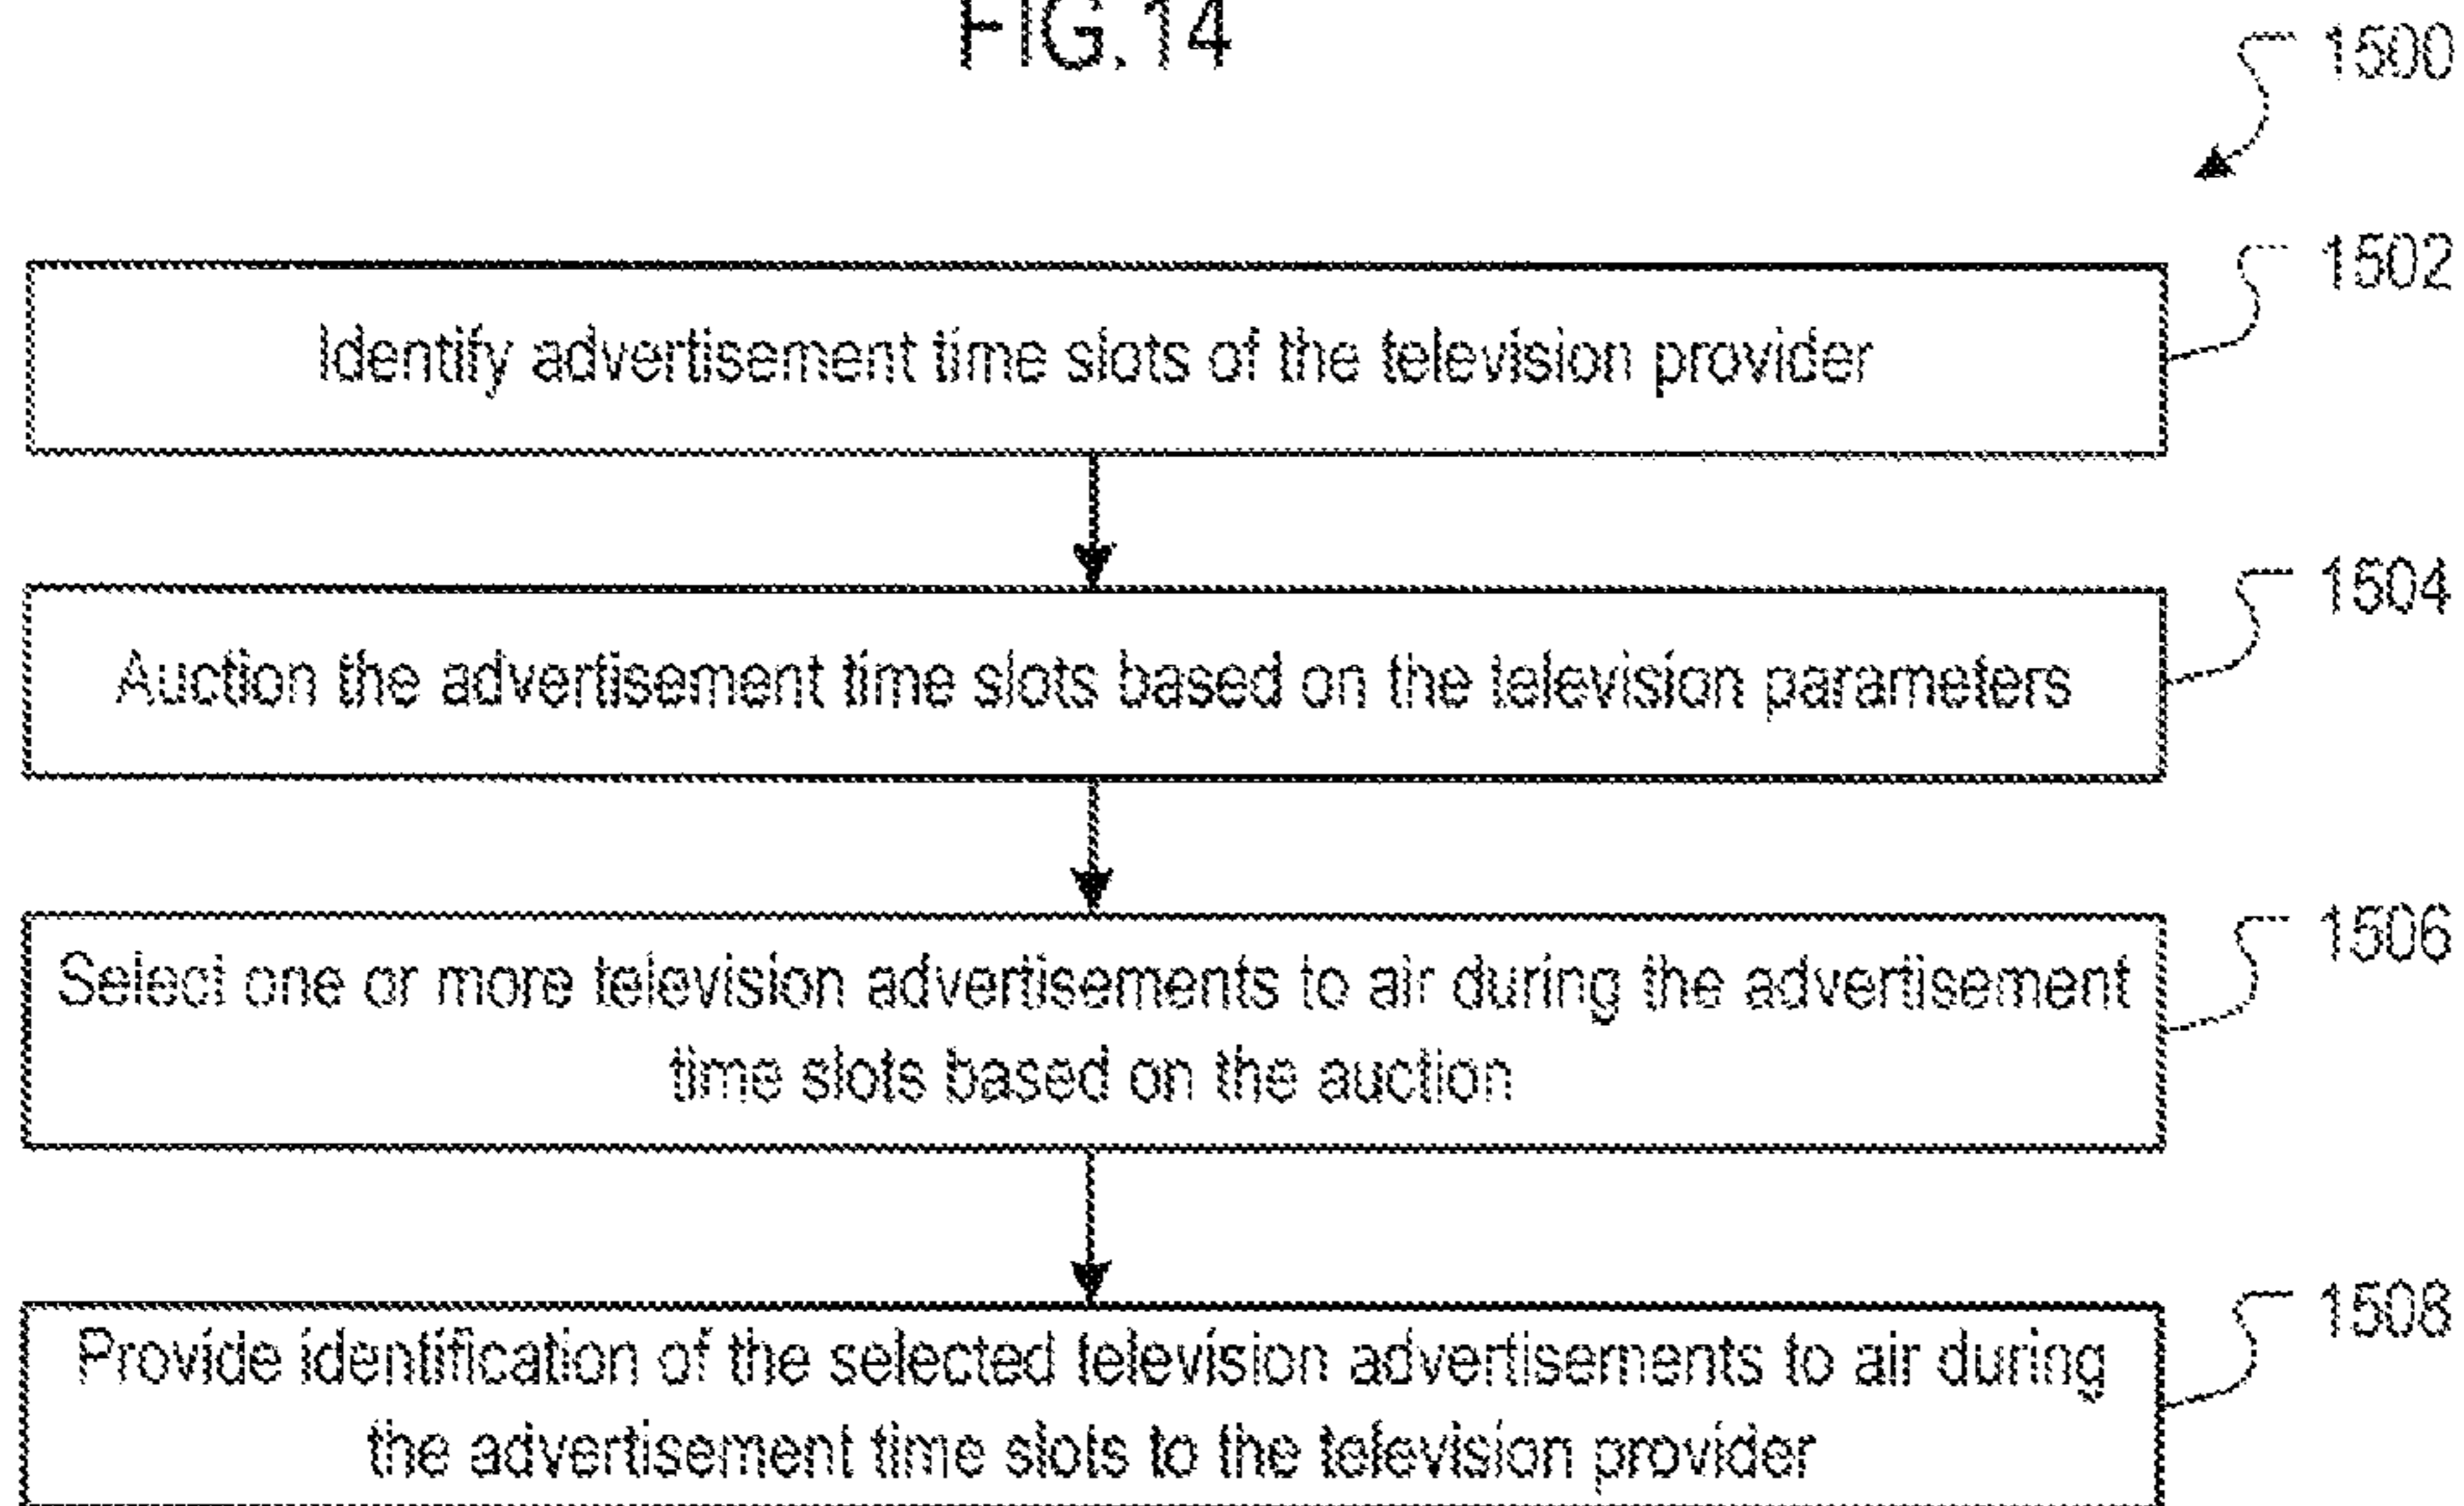 FIG.14
1500
1502
Identify advertisement time slots of the television provider
1504
Auction the advertisement time slots based on the television parameters
1506
Select one or more television advertisements to air during the advertisement
time slots based on the auction
1508
Provide identification of the selected television advertisements to air during
the advertisement time slots to the television provider